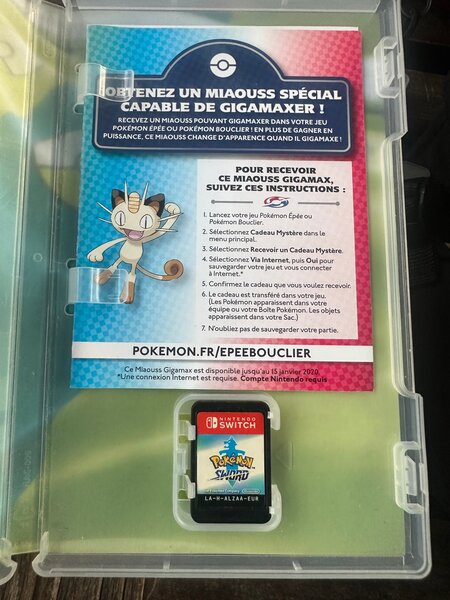 OBTENEZ UN MIAOUSS SPÉCIAL
CAPABLE DE GIGAMAXER !
RECEVEZ UN MIAOUSS POUVANT GIGAMAXER DANS VOTRE JEU
POKÉMON ÉPÉE OU POKÉMON BOUCLIER ! EN PLUS DE GAGNER EN
PUISSANCE, CE MIAOUSS CHANGE D'APPARENCE QUAND IL GIGAMAXE !
POUR RECEVOIR
CE MIAOUSS GIGAMAX,
SUIVEZ CES INSTRUCTIONS :
1. Lancez votre jeu Pokémon Épée ou
Pokémon Bouclier.
2. Sélectionnez Cadeau Mystère dans le
menu principal.
3. Sélectionnez Recevoir un Cadeau Mystère.
4. Sélectionnez Via Internet, puis Oui pour
sauvegarder votre jeu et vous connecter
à Internet.*
5. Confirmez le cadeau que vous voulez recevoir.
6. Le cadeau est transféré dans votre jeu.
(Les Pokémon apparaissent dans votre
équipe ou votre Boîte Pokémon. Les objets
apparaissent dans votre Sac.)
7. N'oubliez pas de sauvegarder votre partie.
POKEMON.FR/EPEEBOUCLIER
Ce Miaouss Gigamax est disponible jusqu'au 15 janvier 2020.
*Une connexion Internet est requise. Compte Nintendo requis
NINTENDO
SWITCH
POKÉMON
SWORD
LA-H-ALZAA-EUR